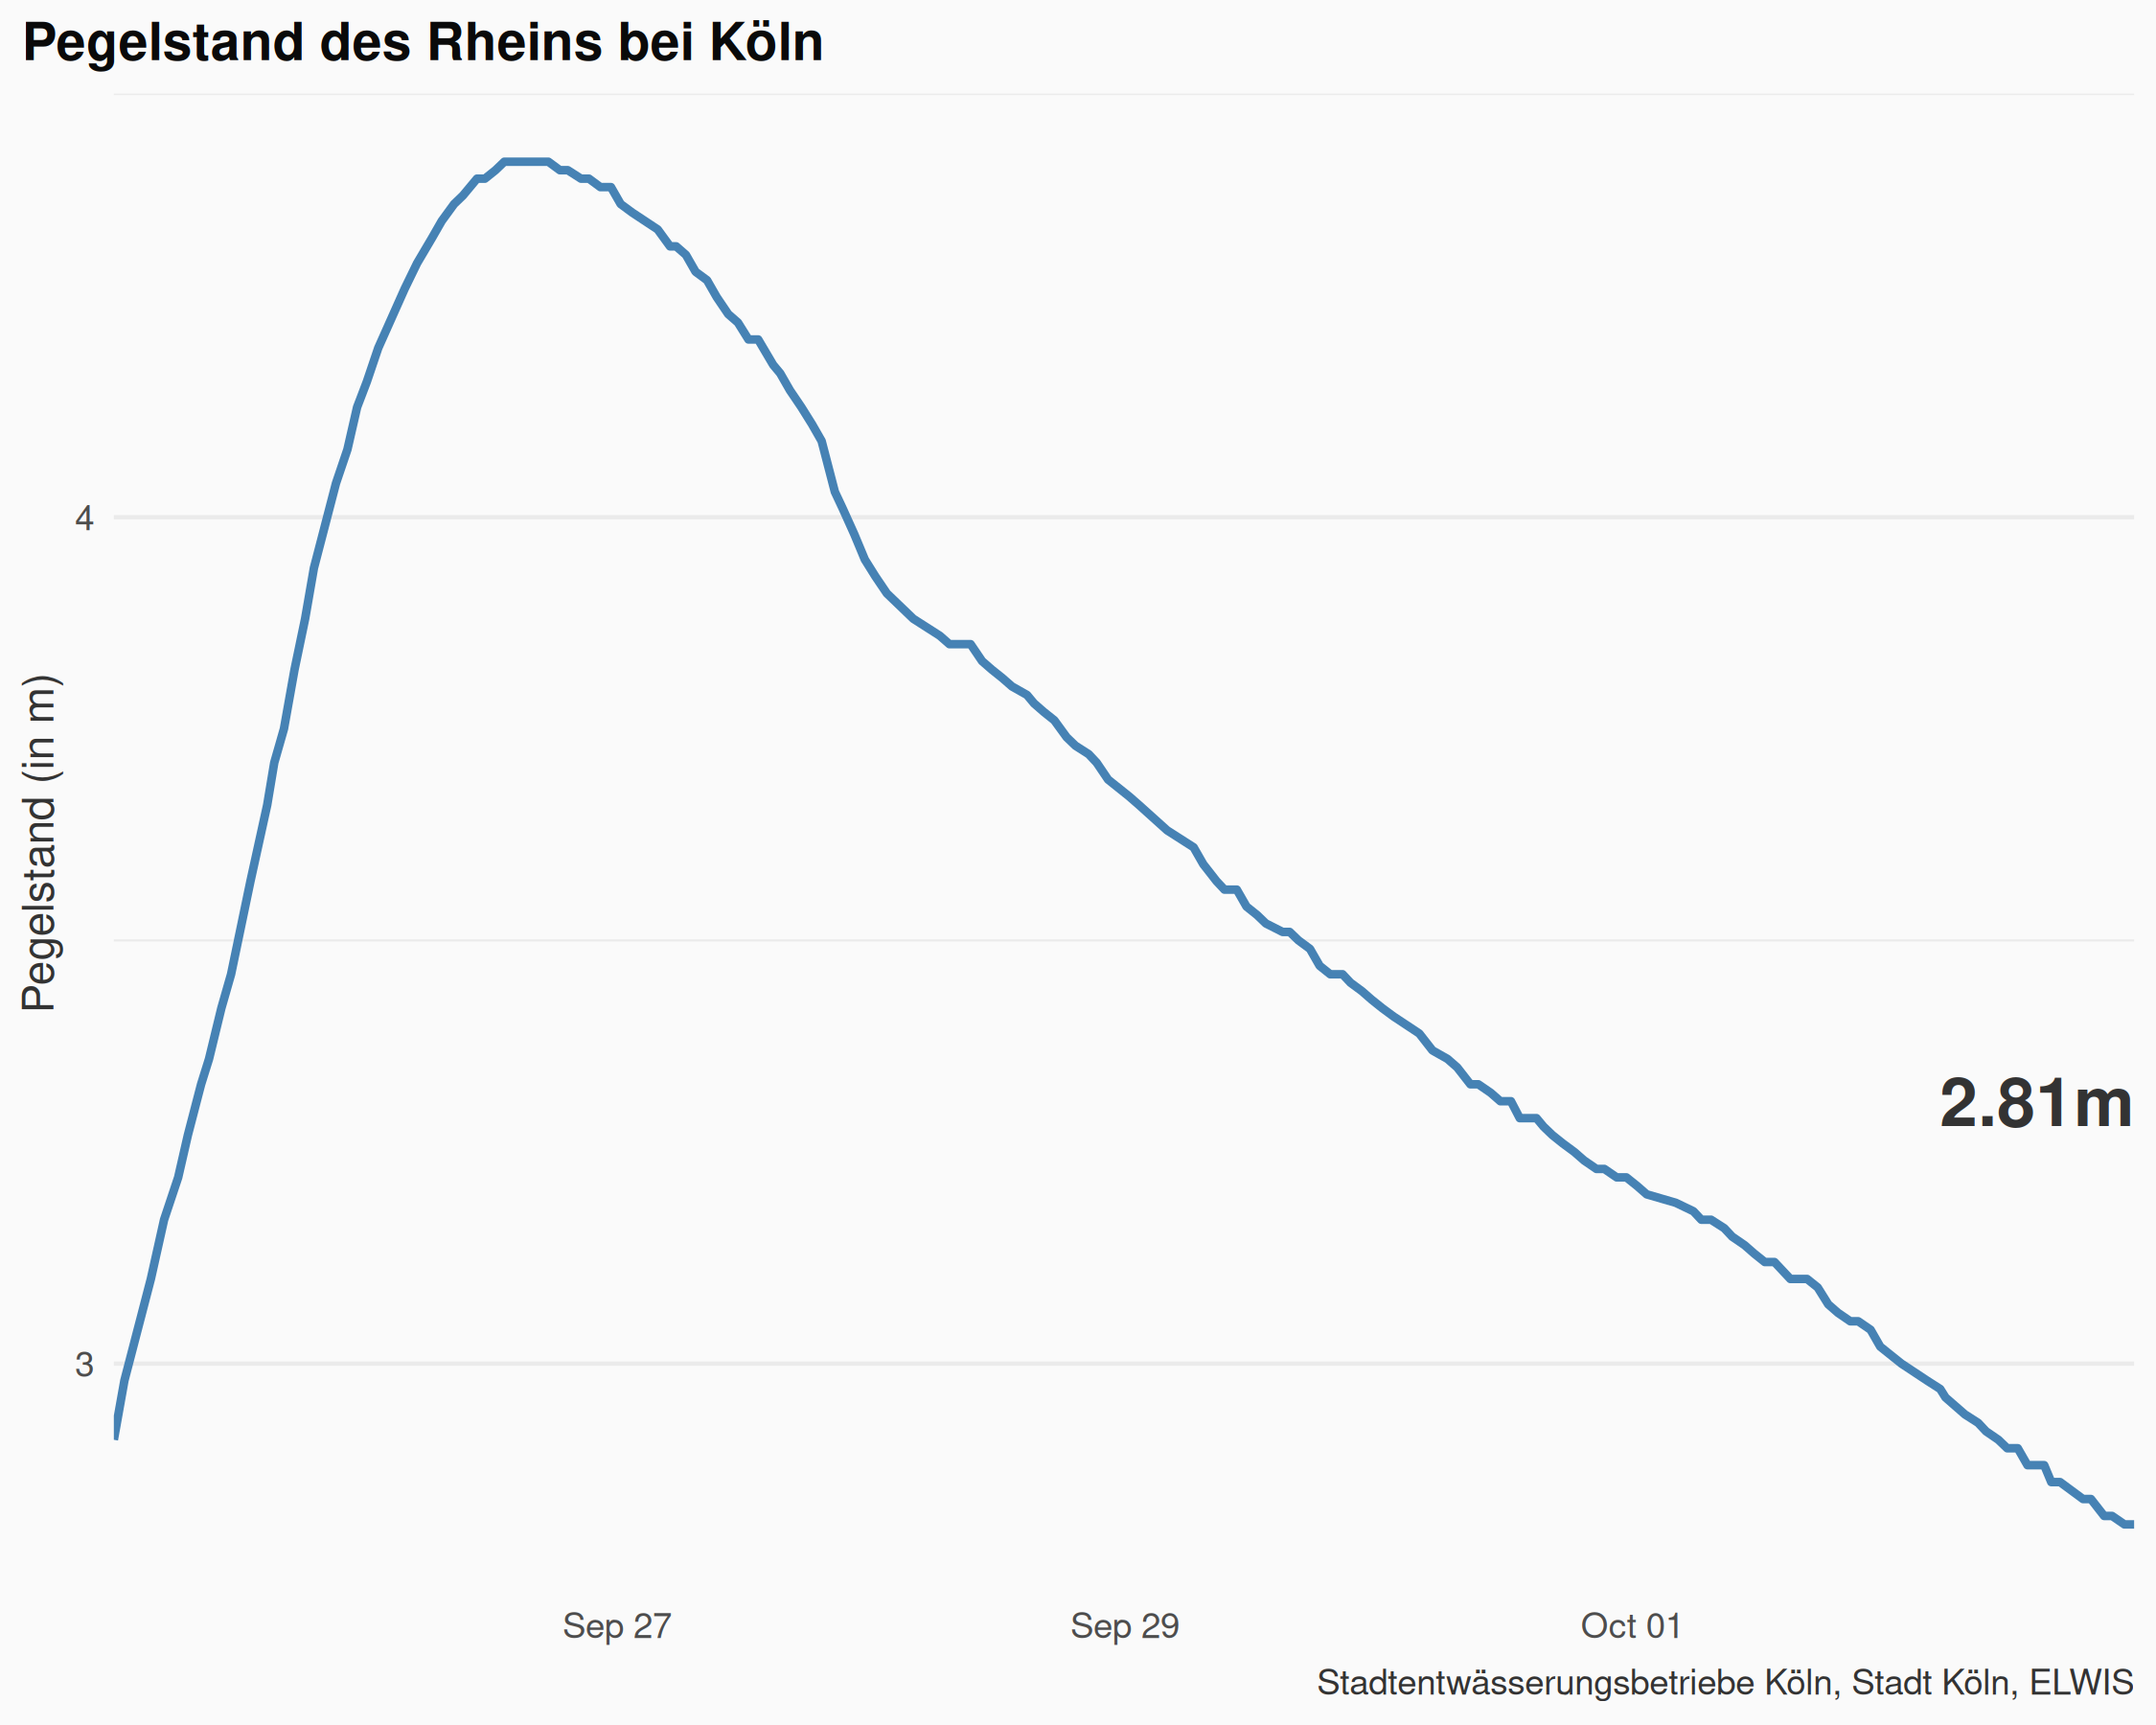 Pegelstand des Rheins bei Köln
Pegelstand (in m)
4
3
2.81m
Sep 27
Sep 29
Oct 01
Stadtentwässerungsbetriebe Köln, Stadt Köln, ELWIS